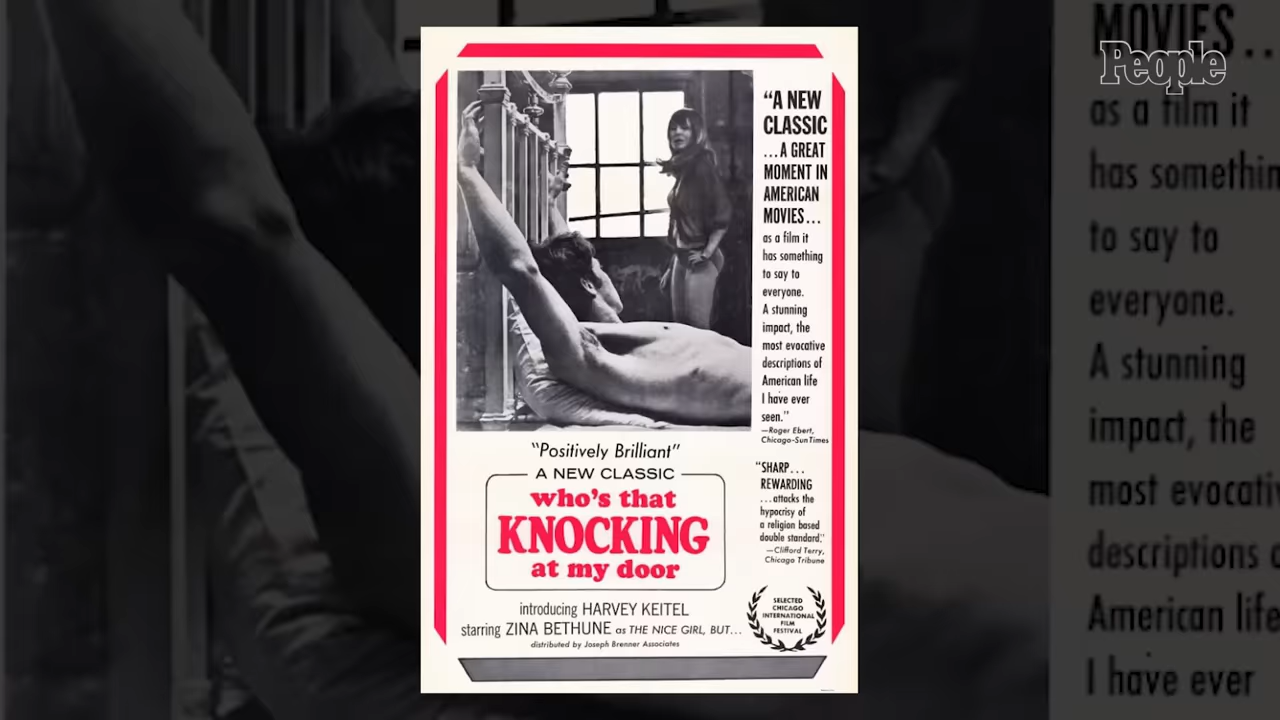 People
"A NEW
CLASSIC
...A GREAT
MOMENT IN
AMERICAN
MOVIES...
as a film it
has something
to say to
everyone.
A stunning
impact, the
most evocative
descriptions of
American life
I have ever
seen."
—Roger Ebert,
Chicago-SunTimes
"SHARP...
REWARDING
...attacks the
hypocrisy of
a religion based
double standard."
—Clifford Terry,
Chicago Tribune
"Positively Brilliant"
A NEW CLASSIC
who's that
KNOCKING
at my door
introducing HARVEY KEITEL
starring ZINA BETHUNE as THE NICE GIRL, BUT...
distributed by Joseph Brenner Associates
SELECTED
CHICAGO
INTERNATIONAL
FILM
FESTIVAL
MOVIES...
as a film it
has somethin
to say to
everyone.
A stunning
impact, the
most evocativ
descriptions o
American life
I have ever